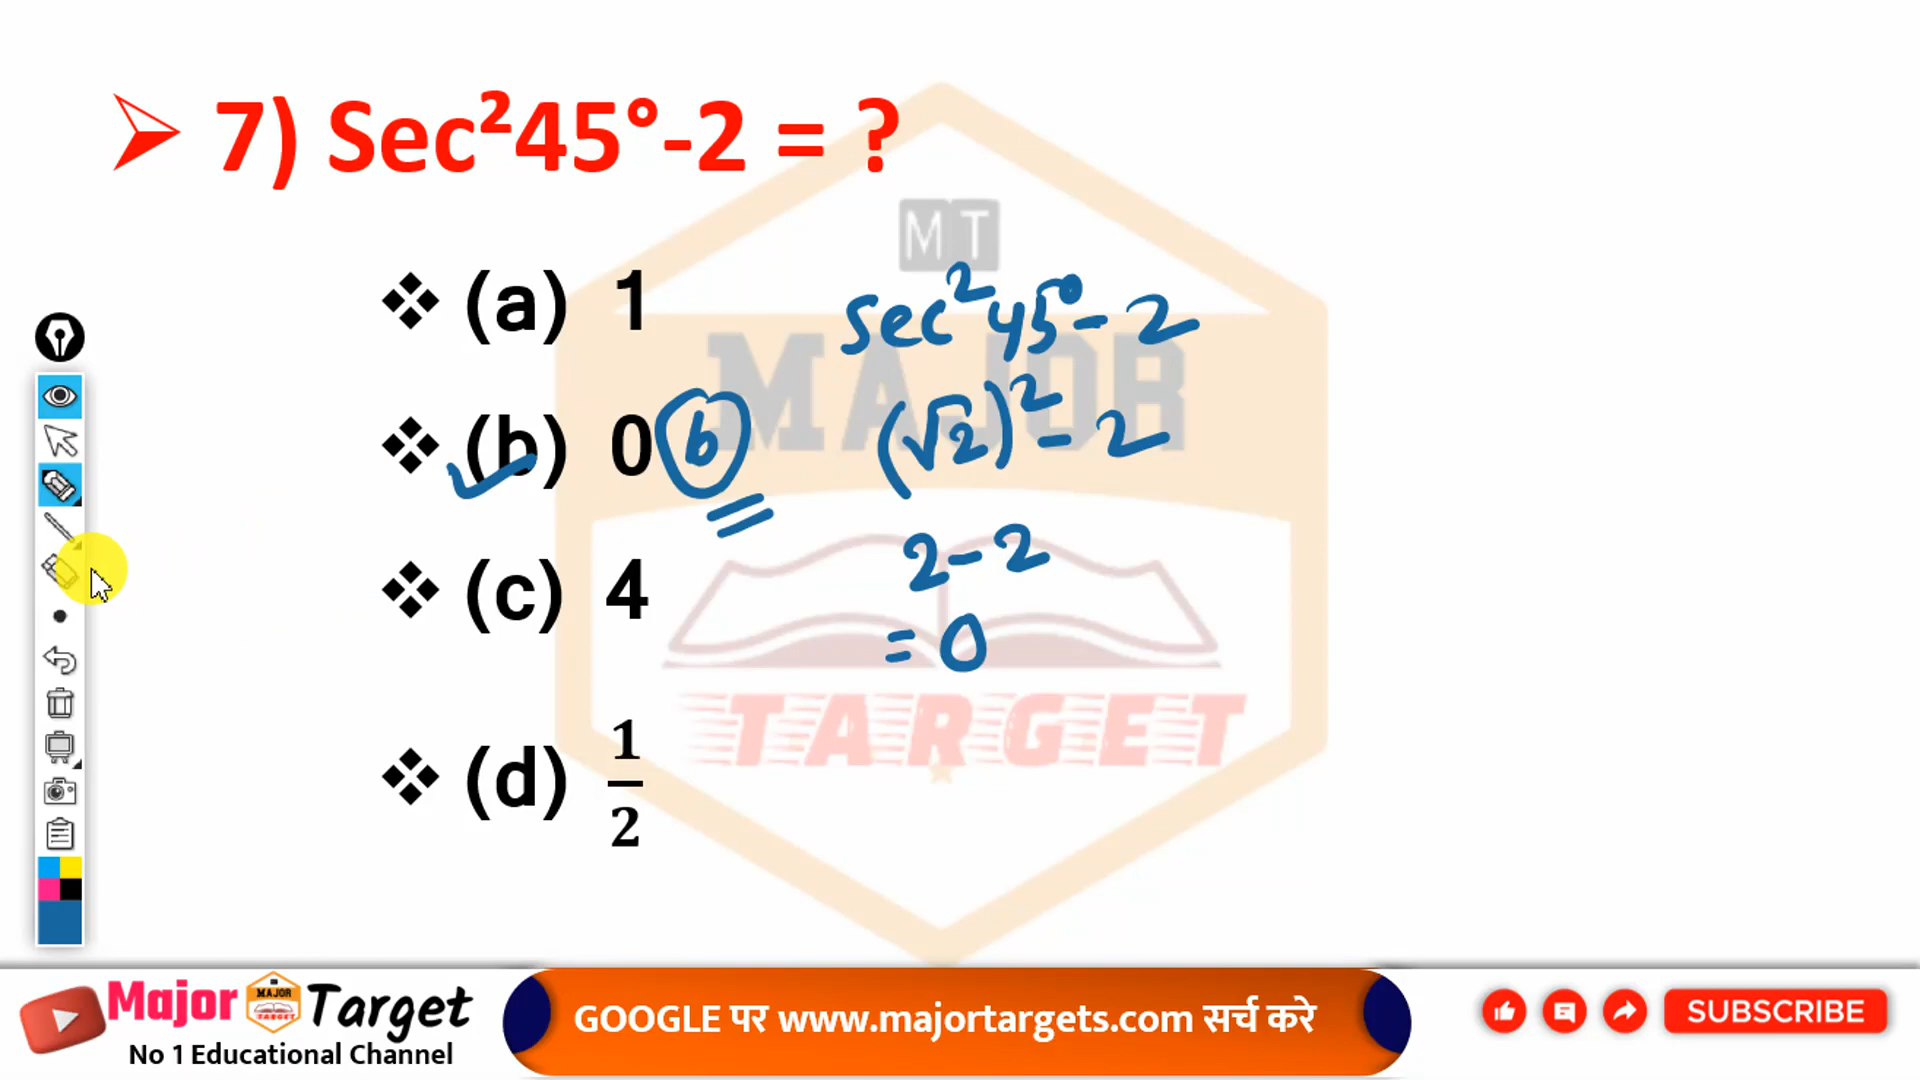 7) Sec²45°-2 = ?
(a) 1
(b) 0 b
(c) 4
(d) 1/2
sec²45° - 2
(√2)² - 2
2 - 2
= 0
MT
MAJOR
TARGET
Major MAJOR TARGET Target
No 1 Educational Channel
GOOGLE पर www.majortargets.com सर्च करे
SUBSCRIBE